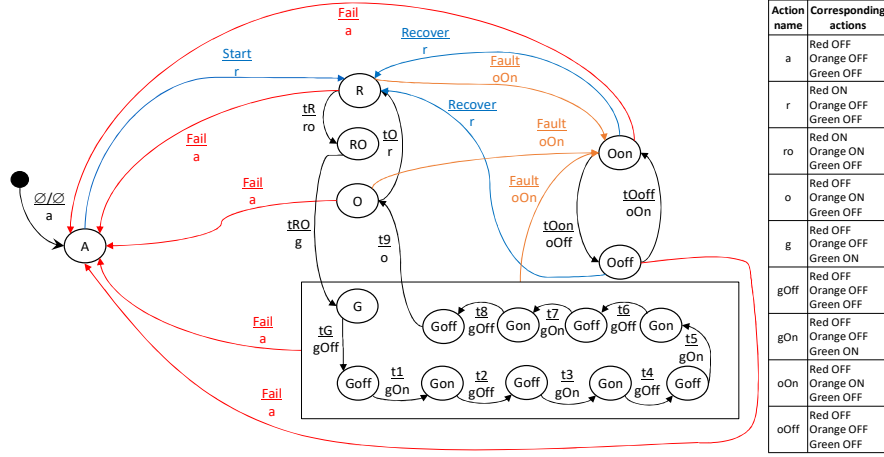 Fail
a
Start
r
Recover
r
Fault
oOn
R
tR
ro
Fail
a
tO
r
Recover
r
Fault
oOn
Oon
RO
Fail
a
O
Fault
oOn
tOon
oOff
tOoff
oOn
∅/∅
a
A
tRO
g
t9
o
Ooff
G
tG
gOff
Fail
a
Goff
t8
gOff
Gon
t7
gOn
Goff
t6
gOff
Gon
t5
gOn
Goff
t1
gOn
Gon
t2
gOff
Goff
t3
gOn
Gon
t4
gOff
Goff
Fail
a
Action name
Corresponding actions
a
Red OFF
Orange OFF
Green OFF
r
Red ON
Orange OFF
Green OFF
ro
Red ON
Orange ON
Green OFF
o
Red OFF
Orange ON
Green OFF
g
Red OFF
Orange OFF
Green ON
gOff
Red OFF
Orange OFF
Green OFF
gOn
Red OFF
Orange OFF
Green ON
oOn
Red OFF
Orange ON
Green OFF
oOff
Red OFF
Orange OFF
Green OFF